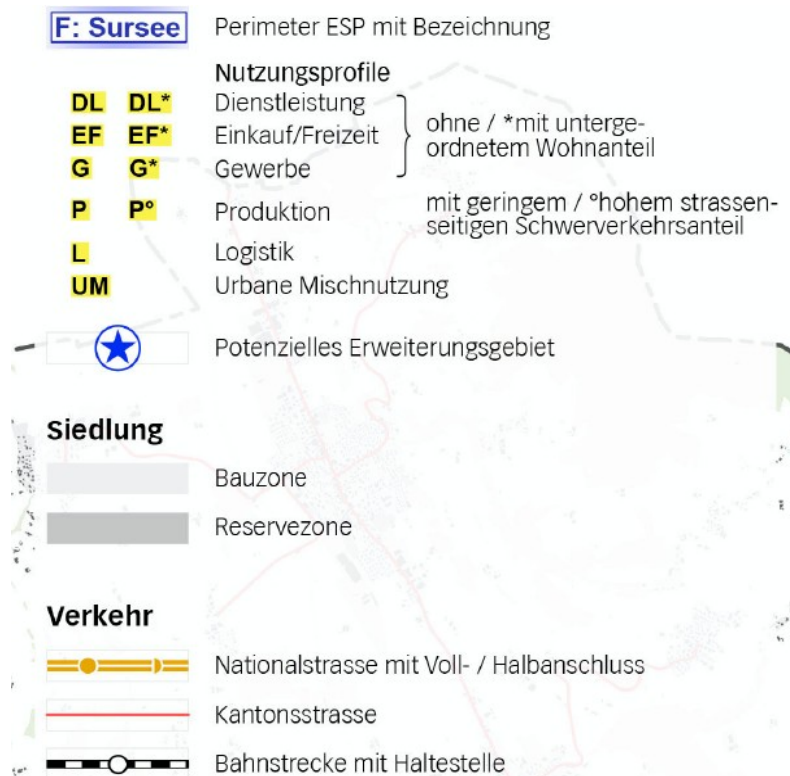 F: Sursee Perimeter ESP mit Bezeichnung
Nutzungsprofile
DL DL* Dienstleistung
EF EF* Einkauf/Freizeit
G G* Gewerbe
ohne / *mit unterge-
ordnetem Wohnanteil
P P° Produktion
mit geringem / °hohem strassen-
seitigen Schwerverkehrsanteil
L Logistik
UM Urbane Mischnutzung
Potenzielles Erweiterungsgebiet
Siedlung
Bauzone
Reservezone
Verkehr
Nationalstrasse mit Voll- / Halbanschluss
Kantonsstrasse
Bahnstrecke mit Haltestelle